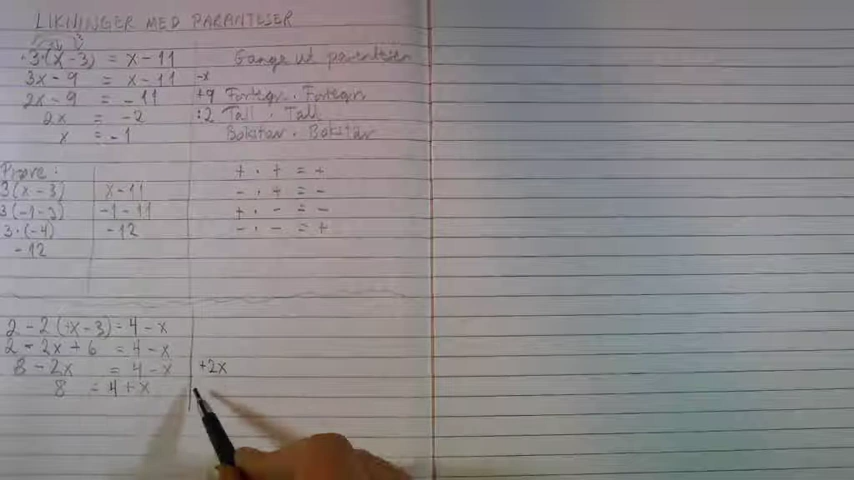 LIKNINGER MED PARANTESER
3·(x-3) = x-11 Gange ut parentesen
3x - 9 = x-11 -x
2x - 9 = -11 +9 Fortegn · Fortegn
2x = -2 :2 Tall · Tall
x = -1 Bokstav · Bokstav
Prøve: + · + = +
3(x-3) x-11 - · + = -
3(-1-3) -1-11 + · - = -
3·(-4) -12 - · - = +
-12
2 - 2(+x-3) = 4-x
2 - 2x + 6 = 4-x
8 - 2x = 4-x +2x
8 = 4+x